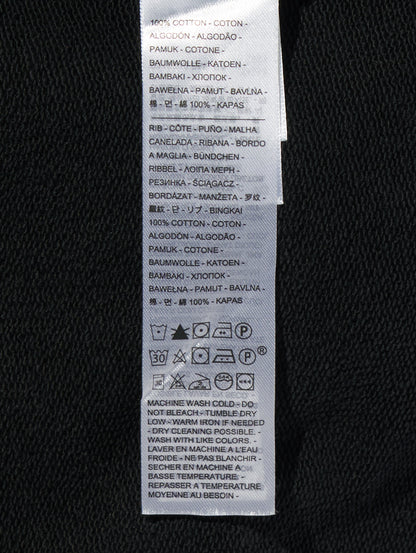 100% COTTON - COTON -
ALGODÓN - ALGODÃO -
PAMUK - COTONE -
BAUMWOLLE - KATOEN -
BAMBAKI - ХЛОПОК -
BAWEŁNA - PAMUT - BAVLNA -
棉 - 면 - 綿 100% - KAPAS
RIB - CÔTE - PUÑO - MALHA
CANELADA - RIBANA - BORDO
A MAGLIA - BÜNDCHEN -
RIBBEL - ΛΟΙΠΑ ΜΕΡΗ -
РЕЗИНКА - ŚCIĄGACZ -
BORDÁZAT - MANŽETA - 罗纹
羅紋 - 단 - リブ - BINGKAI
100% COTTON - COTON -
ALGODÓN - ALGODÃO -
PAMUK - COTONE -
BAUMWOLLE - KATOEN -
BAMBAKI - ХЛОПОК -
BAWEŁNA - PAMUT - BAVLNA -
棉 - 면 - 綿 100% - KAPAS
P
30 P ®
MACHINE WASH COLD - DO
NOT BLEACH - TUMBLE DRY
LOW - WARM IRON IF NEEDED
- DRY CLEANING POSSIBLE. -
WASH WITH LIKE COLORS. -
LAVER EN MACHINE A L'EAU
FROIDE - NE PAS BLANCHIR -
SECHER EN MACHINE A
BASSE TEMPERATURE -
REPASSER A TEMPERATURE
MOYENNE AU BESOIN -